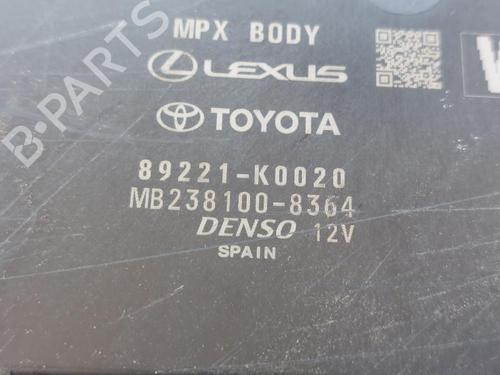 MPX BODY
LEXUS
TOYOTA
89221-K0020
MB238100-8364
DENSO 12V
SPAIN
B-PARTS